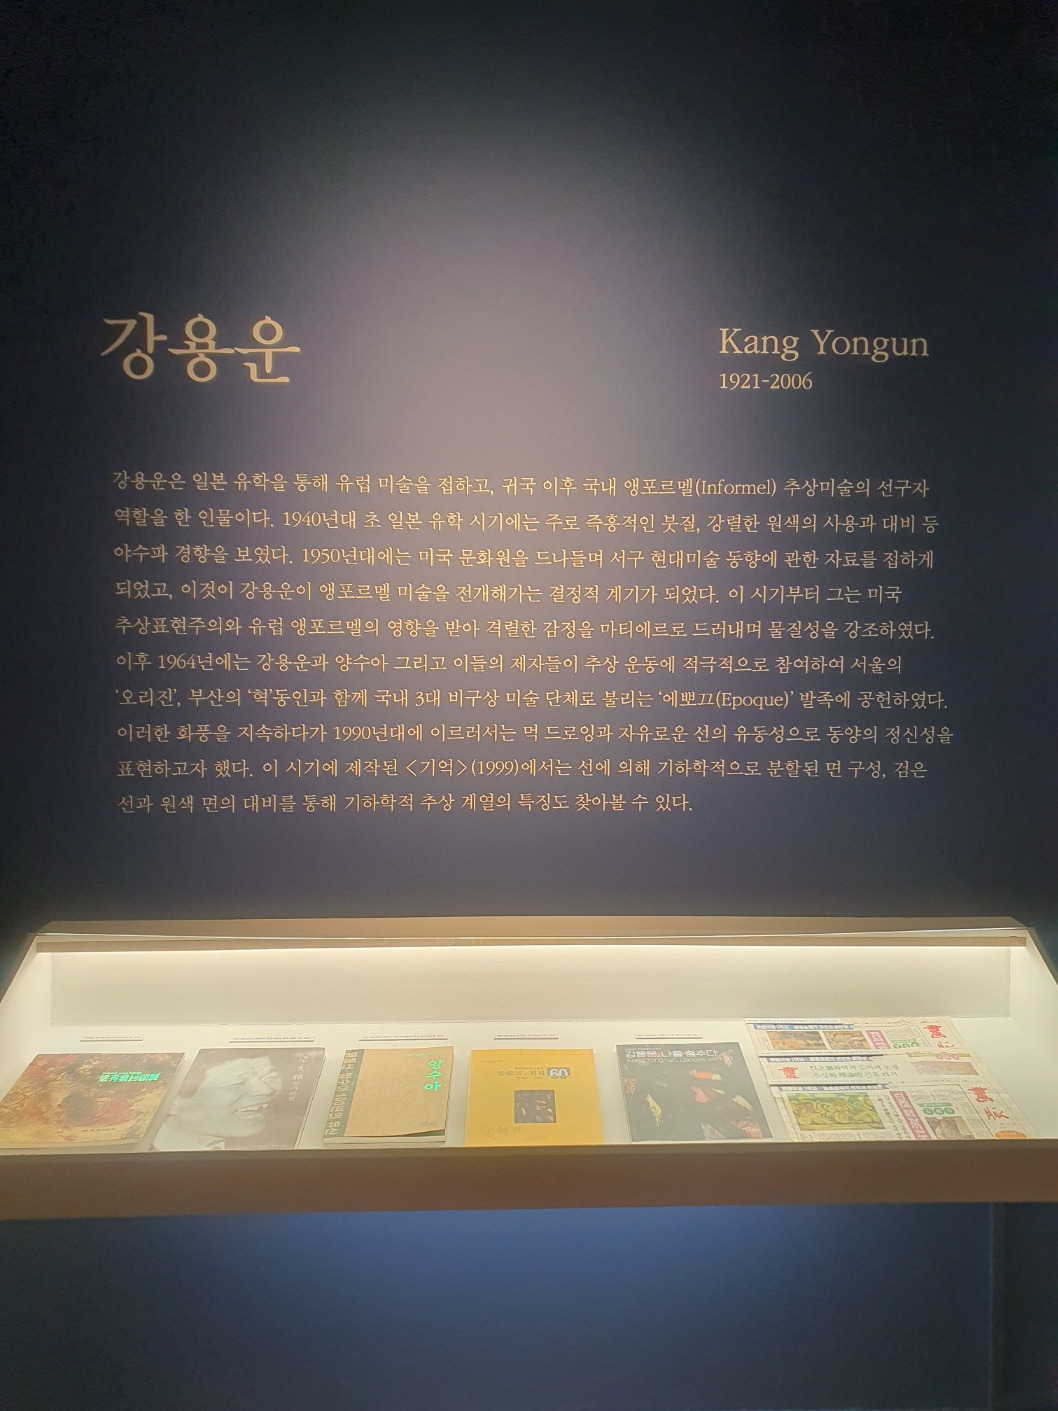 강용운
Kang Yongun
1921-2006
강용운은 일본 유학을 통해 유럽 미술을 접하고, 귀국 이후 국내 앵포르멜(Informel) 추상미술의 선구자
역할을 한 인물이다. 1940년대 초 일본 유학 시기에는 주로 즉흥적인 붓질, 강렬한 원색의 사용과 대비 등
야수파 경향을 보였다. 1950년대에는 미국 문화원을 드나들며 서구 현대미술 동향에 관한 자료를 접하게
되었고, 이것이 강용운이 앵포르멜 미술을 전개해가는 결정적 계기가 되었다. 이 시기부터 그는 미국
추상표현주의와 유럽 앵포르멜의 영향을 받아 격렬한 감정을 마티에르로 드러내며 물질성을 강조하였다.
이후 1964년에는 강용운과 양수아 그리고 이들의 제자들이 추상 운동에 적극적으로 참여하여 서울의
‘오리진’, 부산의 ‘혁’동인과 함께 국내 3대 비구상 미술 단체로 불리는 ‘에뽀끄(Epoque)’ 발족에 공헌하였다.
이러한 화풍을 지속하다가 1990년대에 이르러서는 먹 드로잉과 자유로운 선의 유동성으로 동양의 정신성을
표현하고자 했다. 이 시기에 제작된 <기억>(1999)에서는 선에 의해 기하학적으로 분할된 면 구성, 검은
선과 원색 면의 대비를 통해 기하학적 추상 계열의 특징도 찾아볼 수 있다.
양수아
60
강용운, 나를 춤추다